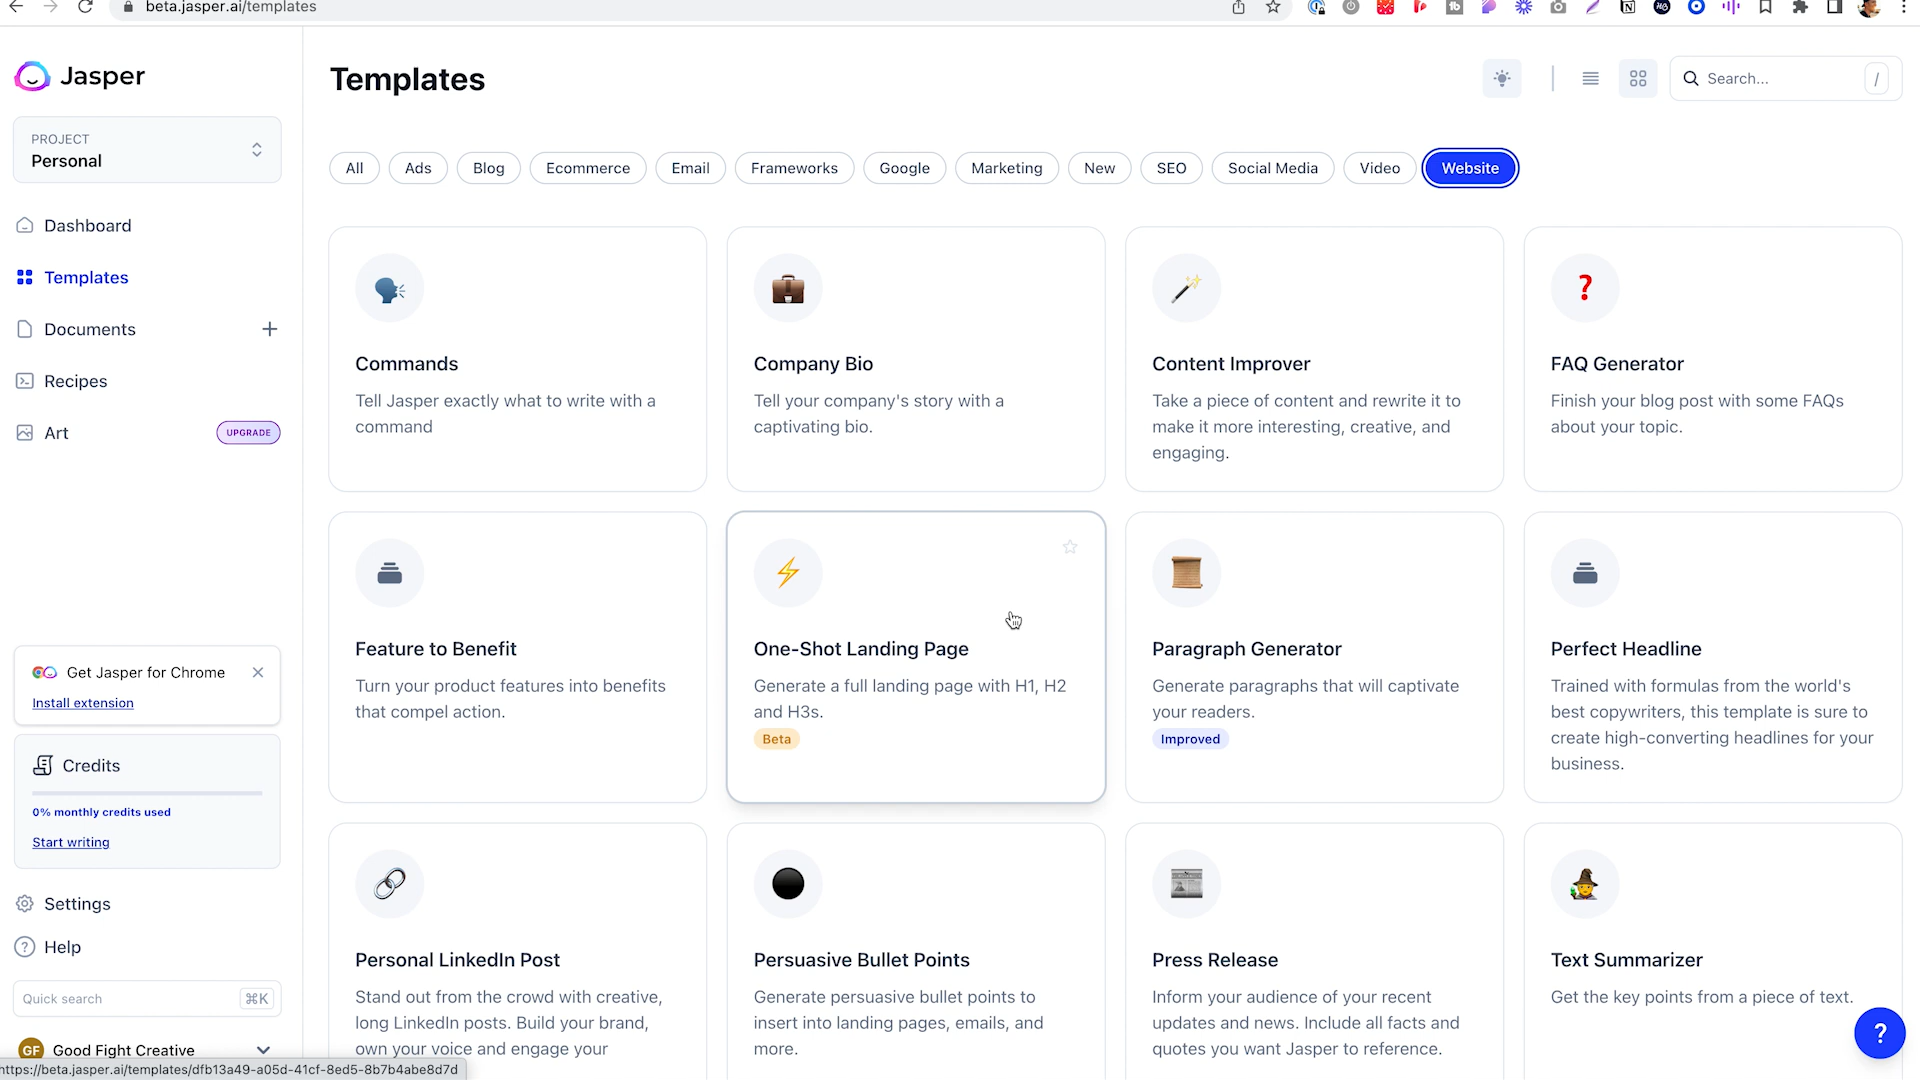 beta.jasper.ai/templates
Jasper
PROJECT
Personal
Dashboard
Templates
Documents
Recipes
Art
UPGRADE
Get Jasper for Chrome
Install extension
Credits
0% monthly credits used
Start writing
Settings
Help
Quick search
⌘K
GF
Good Fight Creative
https://beta.jasper.ai/templates/dfb13a49-a05d-41cf-8ed5-8b7b4abe8d7d
Templates
Search...
/
All
Ads
Blog
Ecommerce
Email
Frameworks
Google
Marketing
New
SEO
Social Media
Video
Website
Commands
Tell Jasper exactly what to write with a
command
Company Bio
Tell your company's story with a
captivating bio.
Content Improver
Take a piece of content and rewrite it to
make it more interesting, creative, and
engaging.
FAQ Generator
Finish your blog post with some FAQs
about your topic.
Feature to Benefit
Turn your product features into benefits
that compel action.
One-Shot Landing Page
Generate a full landing page with H1, H2
and H3s.
Beta
Paragraph Generator
Generate paragraphs that will captivate
your readers.
Improved
Perfect Headline
Trained with formulas from the world's
best copywriters, this template is sure to
create high-converting headlines for your
business.
Personal LinkedIn Post
Stand out from the crowd with creative,
long LinkedIn posts. Build your brand,
own your voice and engage your
Persuasive Bullet Points
Generate persuasive bullet points to
insert into landing pages, emails, and
more.
Press Release
Inform your audience of your recent
updates and news. Include all facts and
quotes you want Jasper to reference.
Text Summarizer
Get the key points from a piece of text.
?